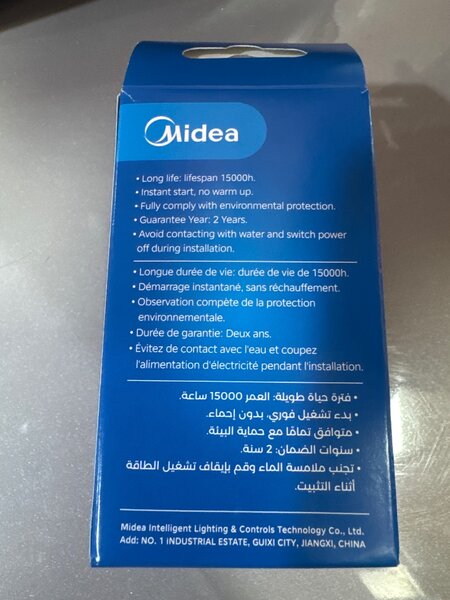 Midea
• Long life: lifespan 15000h.
• Instant start, no warm up.
• Fully comply with environmental protection.
• Guarantee Year: 2 Years.
• Avoid contacting with water and switch power
off during installation.
• Longue durée de vie: durée de vie de 15000h.
• Démarrage instantané, sans réchauffement.
• Observation compète de la protection
environnementale.
• Durée de garantie: Deux ans.
• Évitez de contact avec l'eau et coupez
l'alimentation d'électricité pendant l'installation.
• فترة حياة طويلة: العمر 15000 ساعة.
• بدء تشغيل فوري، بدون إحماء.
• متوافق تمامًا مع حماية البيئة.
• سنوات الضمان: 2 سنة.
• تجنب ملامسة الماء وقم بإيقاف تشغيل الطاقة
أثناء التثبيت.
Midea Intelligent Lighting & Controls Technology Co., Ltd.
Add: NO. 1 INDUSTRIAL ESTATE, GUIXI CITY, JIANGXI, CHINA